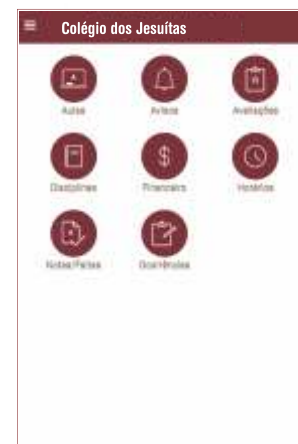 Colégio dos Jesuítas
Aulas
Avisos
Avaliações
Disciplinas
Financeiro
Horários
Notas/Faltas
Ocorrências